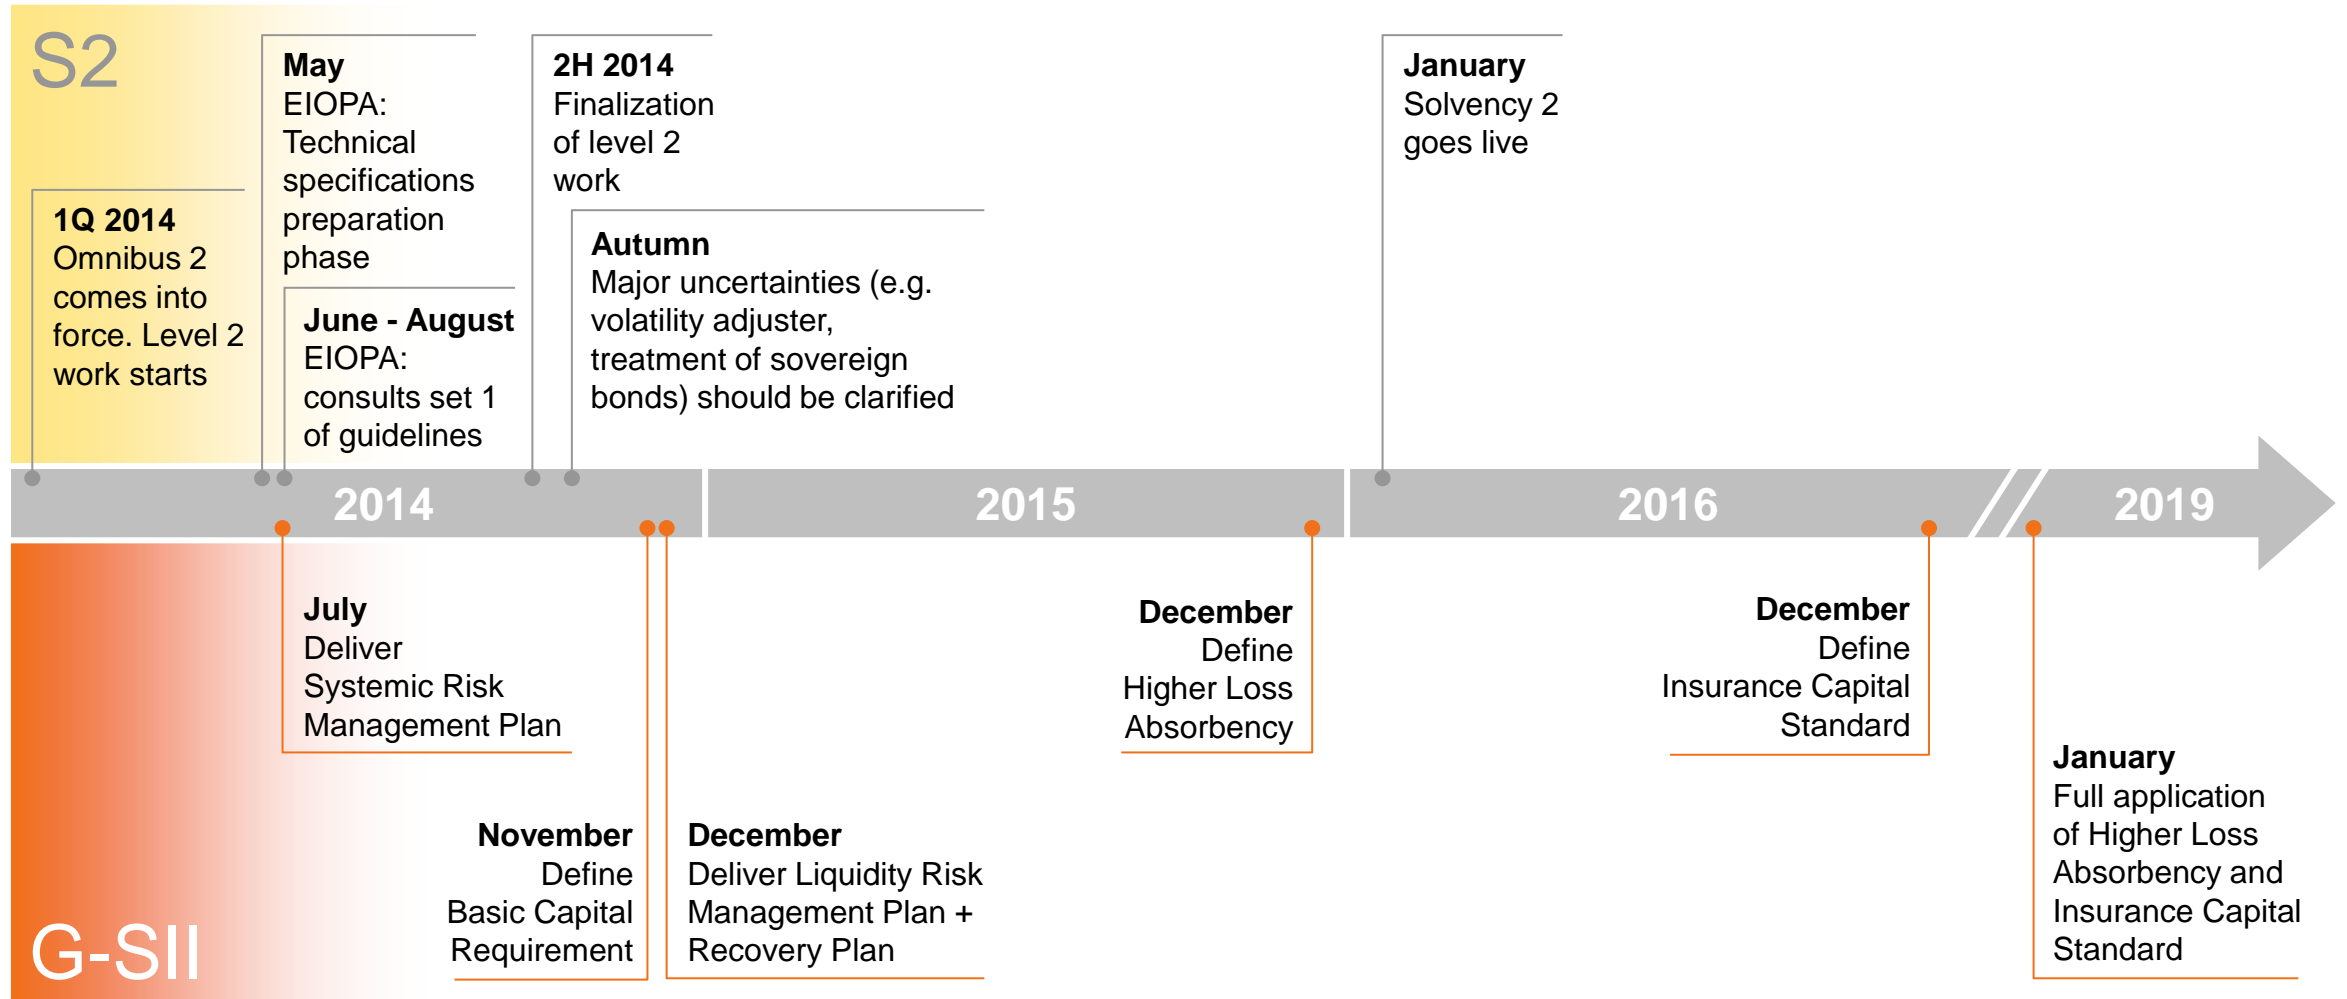 S2
1Q 2014
Omnibus 2
comes into
force. Level 2
work starts
May
EIOPA:
Technical
specifications
preparation
phase
June - August
EIOPA:
consults set 1
of guidelines
2H 2014
Finalization
of level 2
work
Autumn
Major uncertainties (e.g.
volatility adjuster,
treatment of sovereign
bonds) should be clarified
January
Solvency 2
goes live
2014
2015
2016
2019
July
Deliver
Systemic Risk
Management Plan
November
Define
Basic Capital
Requirement
December
Deliver Liquidity Risk
Management Plan +
Recovery Plan
December
Define
Higher Loss
Absorbency
December
Define
Insurance Capital
Standard
January
Full application
of Higher Loss
Absorbency and
Insurance Capital
Standard
G-SII